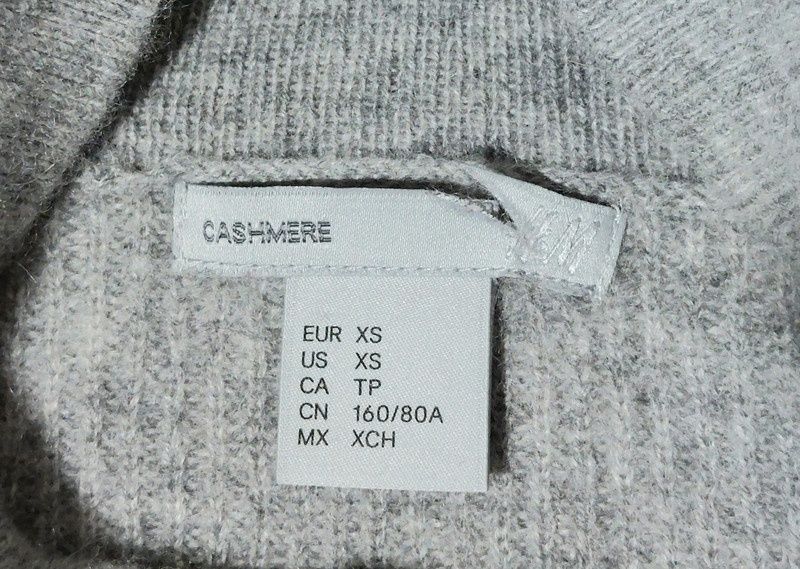 CASHMERE
H&M
EUR XS
US XS
CA TP
CN 160/80A
MX XCH